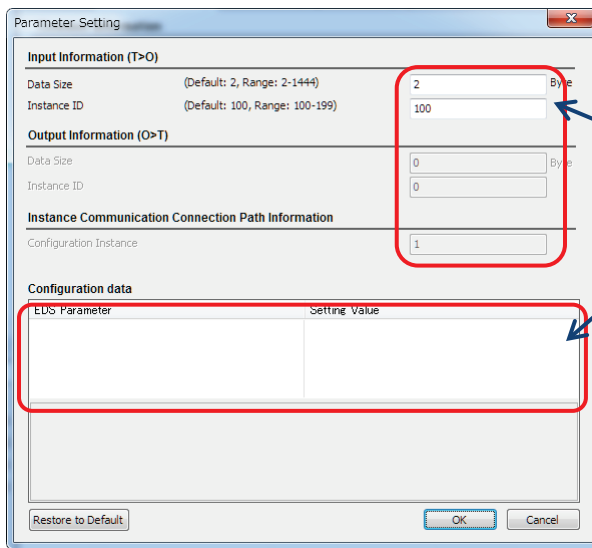 Parameter Setting
Input Information (T>O)
Data Size (Default: 2, Range: 2-1444) 2 Byte
Instance ID (Default: 100, Range: 100-199) 100
Output Information (O>T)
Data Size 0 Byte
Instance ID 0
Instance Communication Connection Path Information
Configuration Instance 1
Configuration data
EDS Parameter Setting Value
Restore to Default OK Cancel